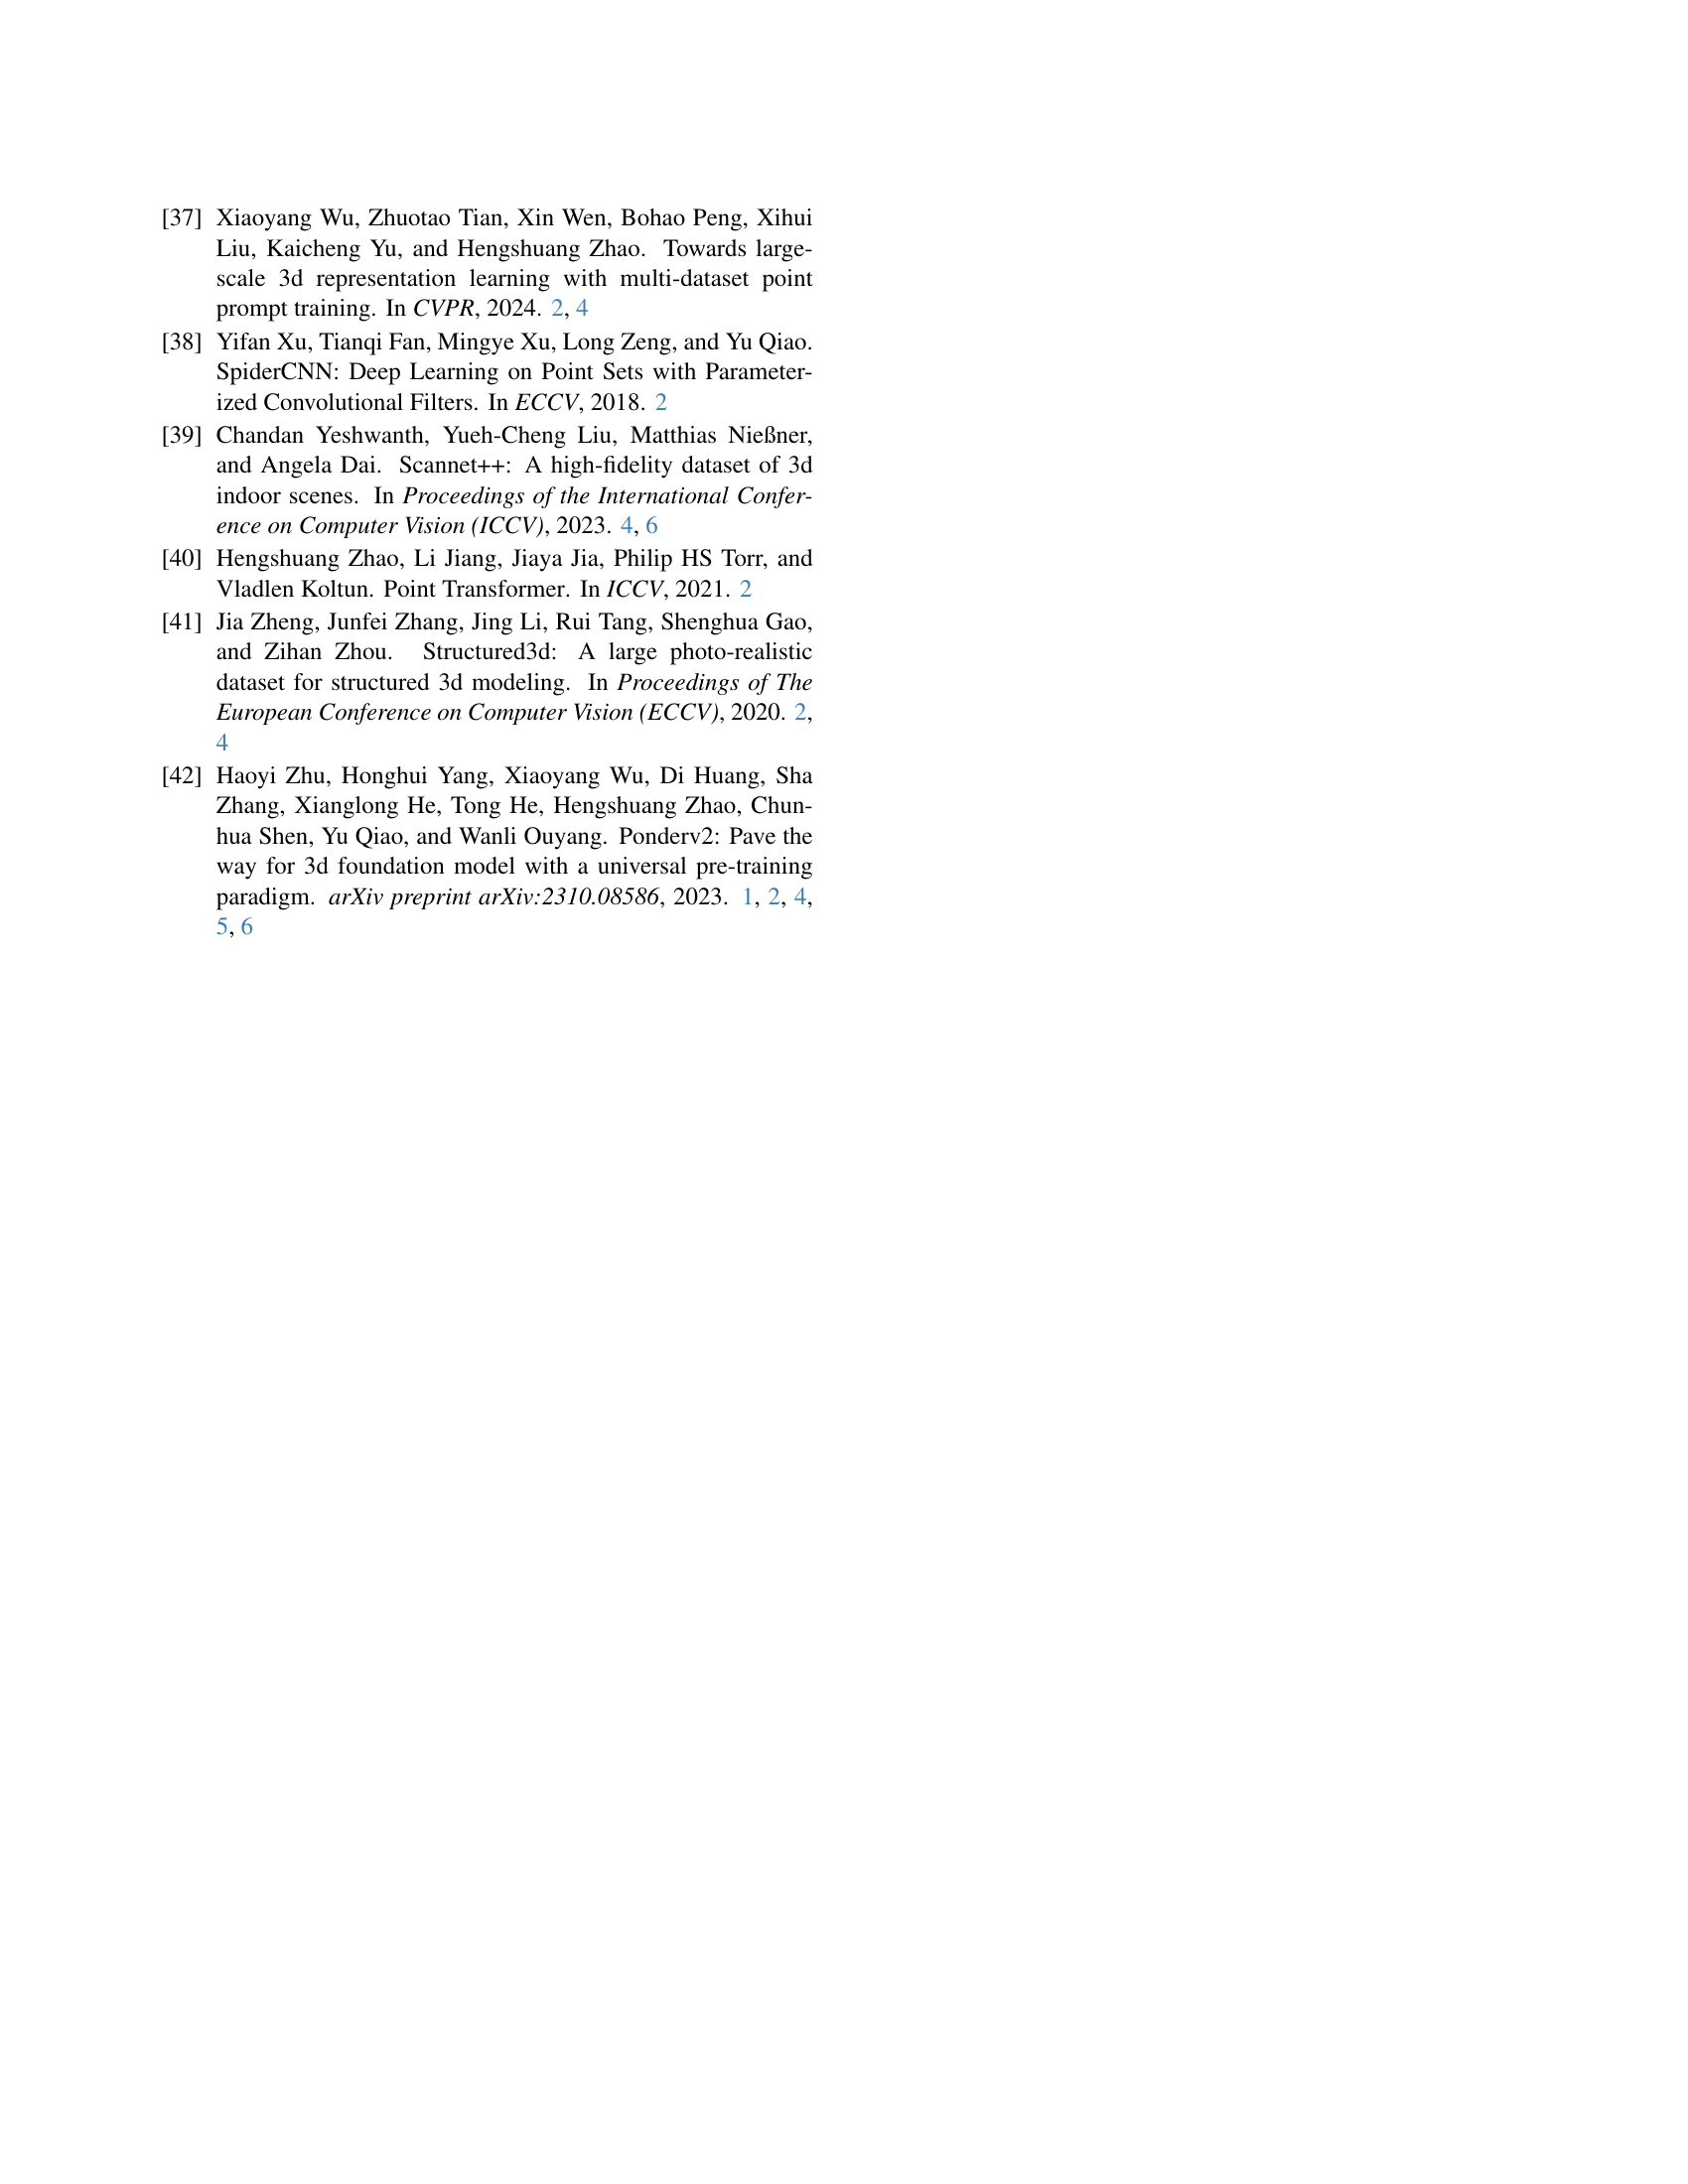 [37] Xiaoyang Wu, Zhuotao Tian, Xin Wen, Bohao Peng, Xihui
Liu, Kaicheng Yu, and Hengshuang Zhao. Towards large-
scale 3d representation learning with multi-dataset point
prompt training. In CVPR, 2024. 2, 4
[38] Yifan Xu, Tianqi Fan, Mingye Xu, Long Zeng, and Yu Qiao.
SpiderCNN: Deep Learning on Point Sets with Parameter-
ized Convolutional Filters. In ECCV, 2018. 2
[39] Chandan Yeshwanth, Yueh-Cheng Liu, Matthias Nießner,
and Angela Dai. Scannet++: A high-fidelity dataset of 3d
indoor scenes. In Proceedings of the International Confer-
ence on Computer Vision (ICCV), 2023. 4, 6
[40] Hengshuang Zhao, Li Jiang, Jiaya Jia, Philip HS Torr, and
Vladlen Koltun. Point Transformer. In ICCV, 2021. 2
[41] Jia Zheng, Junfei Zhang, Jing Li, Rui Tang, Shenghua Gao,
and Zihan Zhou. Structured3d: A large photo-realistic
dataset for structured 3d modeling. In Proceedings of The
European Conference on Computer Vision (ECCV), 2020. 2,
4
[42] Haoyi Zhu, Honghui Yang, Xiaoyang Wu, Di Huang, Sha
Zhang, Xianglong He, Tong He, Hengshuang Zhao, Chun-
hua Shen, Yu Qiao, and Wanli Ouyang. Ponderv2: Pave the
way for 3d foundation model with a universal pre-training
paradigm. arXiv preprint arXiv:2310.08586, 2023. 1, 2, 4,
5, 6